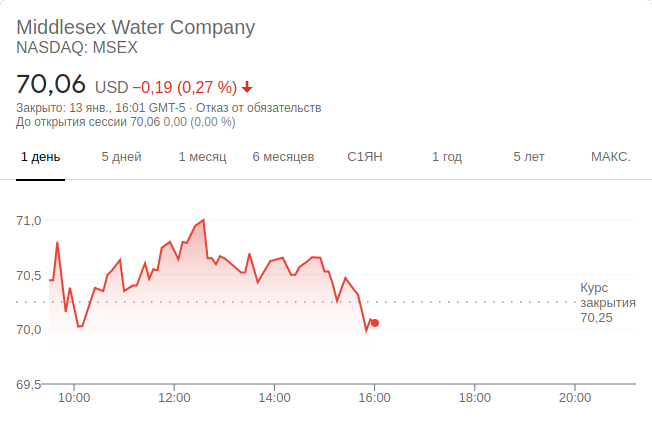 Middlesex Water Company
NASDAQ: MSEX
70,06 USD −0,19 (0,27 %)
Закрыто: 13 янв., 16:01 GMT-5 · Отказ от обязательств
До открытия сессии 70,06 0,00 (0,00 %)
1 день 5 дней 1 месяц 6 месяцев С1ЯН 1 год 5 лет МАКС.
71,0
70,5
Курс
закрытия
70,25
70,0
69,5
10:00 12:00 14:00 16:00 18:00 20:00